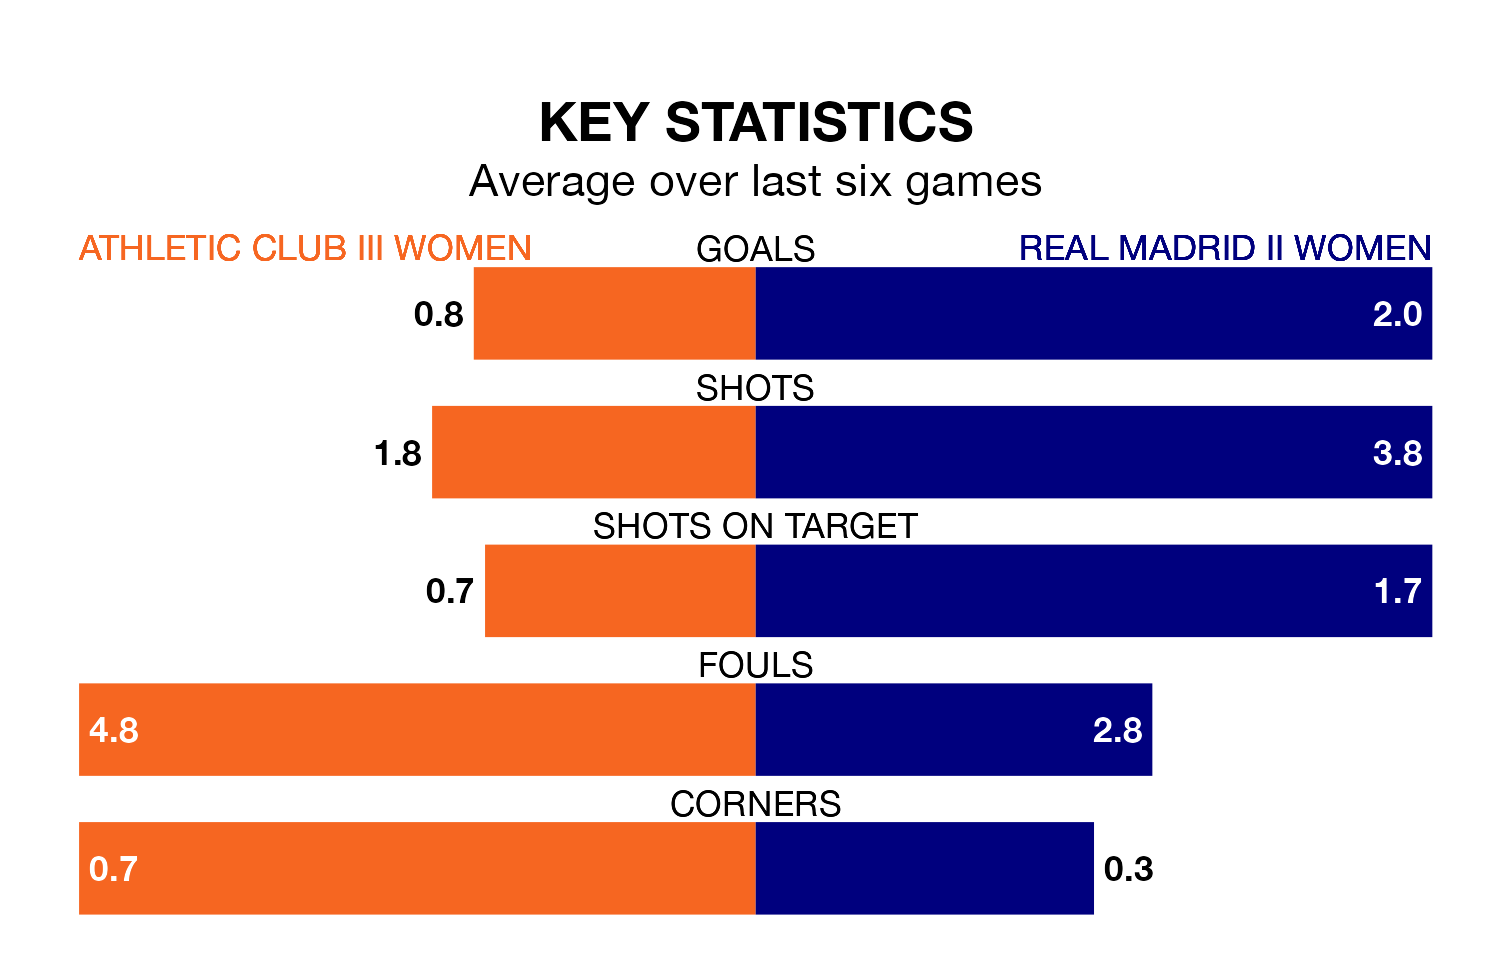 KEY STATISTICS
Average over last six games
ATHLETIC CLUB III WOMEN GOALS REAL MADRID II WOMEN
0.8 2.0
SHOTS
1.8 3.8
SHOTS ON TARGET
0.7 1.7
FOULS
4.8 2.8
CORNERS
0.7 0.3